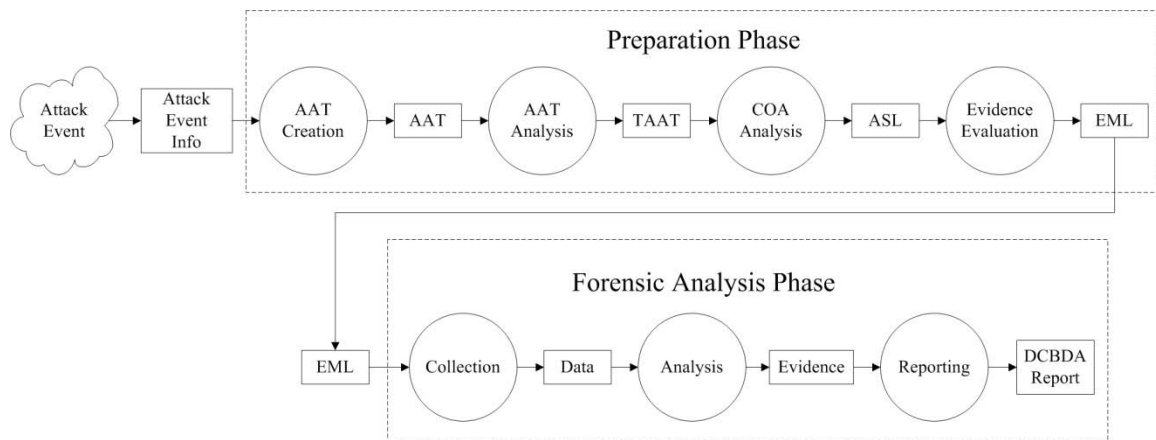 Preparation Phase
Attack
Event
Attack
Event
Info
AAT
Creation
AAT
AAT
Analysis
TAAT
COA
Analysis
ASL
Evidence
Evaluation
EML
Forensic Analysis Phase
EML
Collection
Data
Analysis
Evidence
Reporting
DCBDA
Report